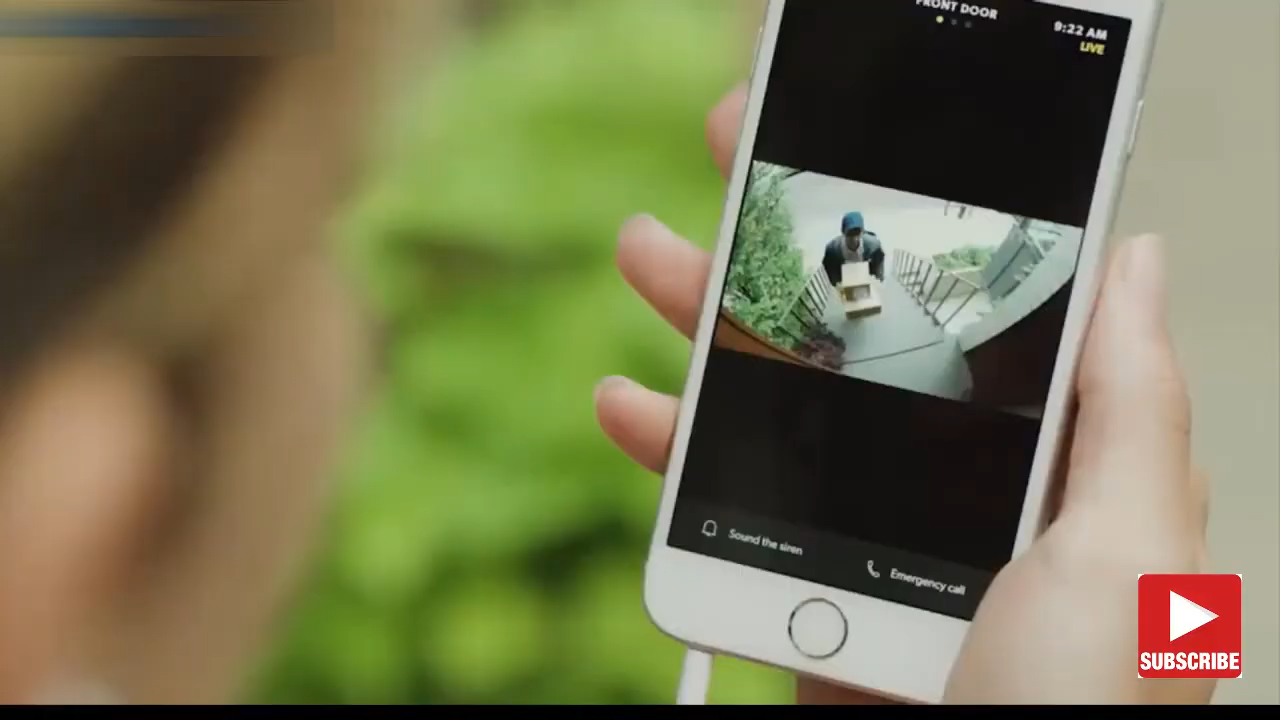 FRONT DOOR
9:22 AM
LIVE
Sound the siren
Emergency call
SUBSCRIBE